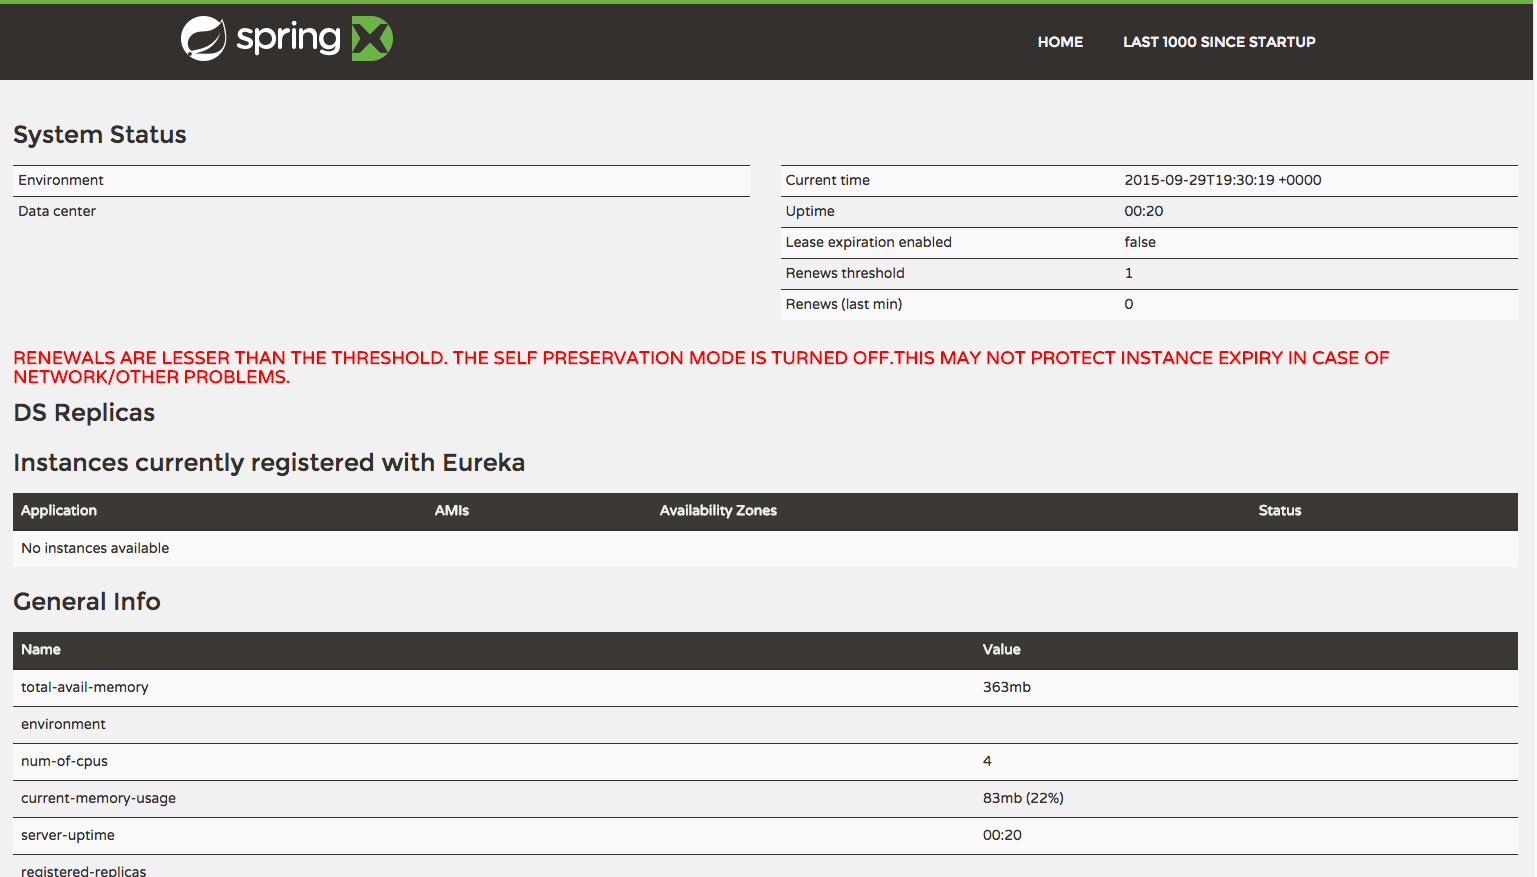 spring
HOME LAST 1000 SINCE STARTUP
System Status
Environment
Data center
Current time 2015-09-29T19:30:19 +0000
Uptime 00:20
Lease expiration enabled false
Renews threshold 1
Renews (last min) 0
RENEWALS ARE LESSER THAN THE THRESHOLD. THE SELF PRESERVATION MODE IS TURNED OFF.THIS MAY NOT PROTECT INSTANCE EXPIRY IN CASE OF
NETWORK/OTHER PROBLEMS.
DS Replicas
Instances currently registered with Eureka
Application AMIs Availability Zones Status
No instances available
General Info
Name Value
total-avail-memory 363mb
environment
num-of-cpus 4
current-memory-usage 83mb (22%)
server-uptime 00:20
registered-replicas